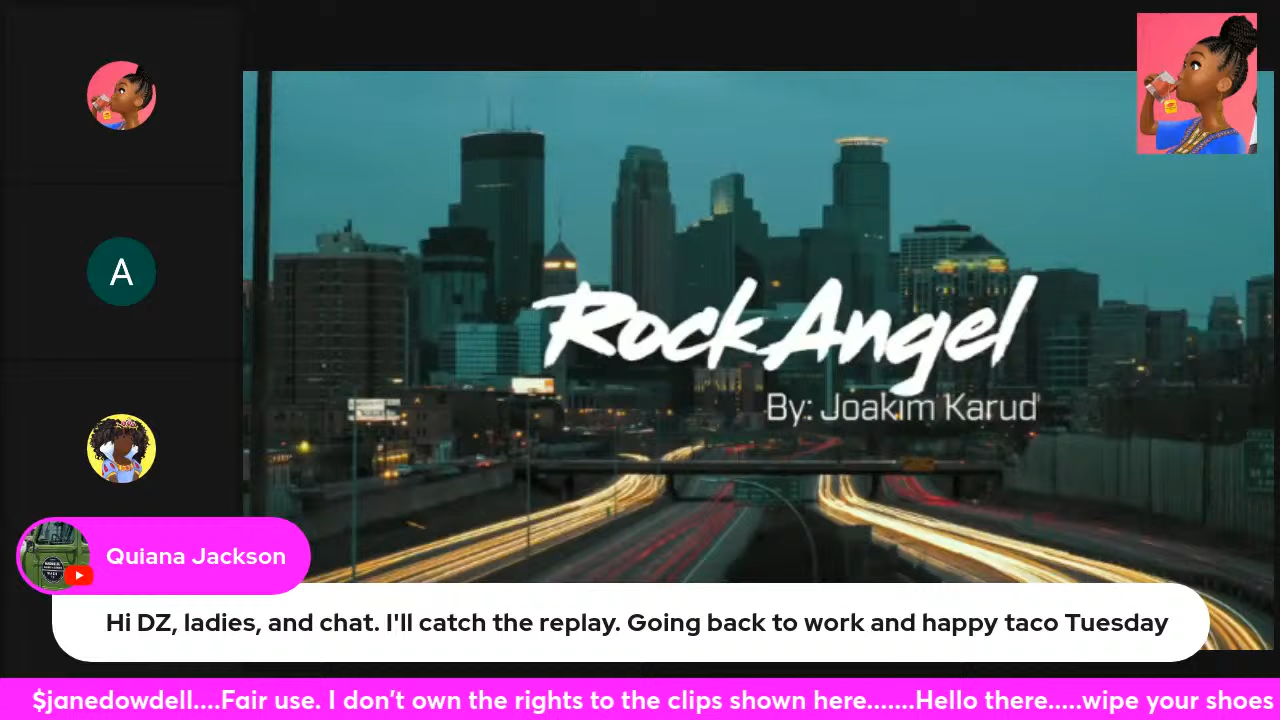 A
Rock Angel
By: Joakim Karud
Quiana Jackson
Hi DZ, ladies, and chat. I'll catch the replay. Going back to work and happy taco Tuesday
$janedowdell....Fair use. I don't own the rights to the clips shown here.......Hello there.....wipe your shoes